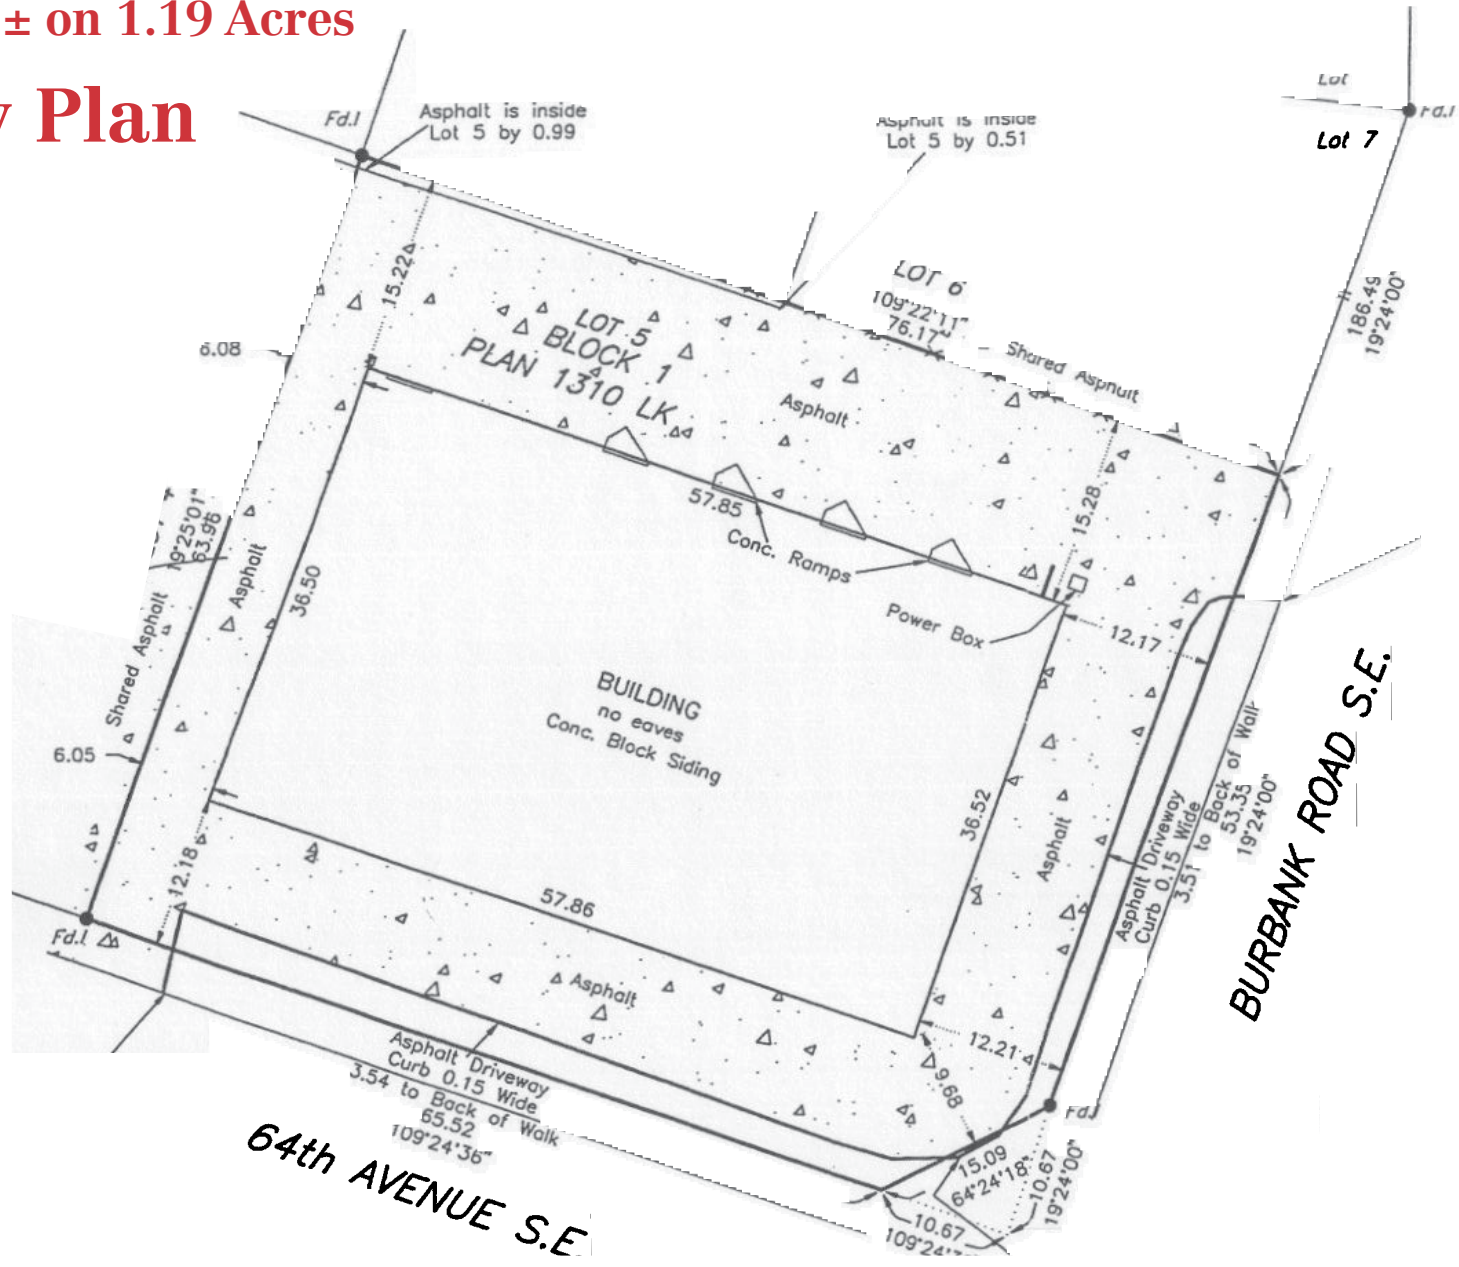 ± on 1.19 Acres
Plan
Fd.I
Asphalt is inside
Lot 5 by 0.99
Asphalt is inside
Lot 5 by 0.51
Lot
Fd.I
Lot 7
15.22
LOT 6
109°22'11"
76.17
Shared Asphalt
186.49
19°24'00"
6.08
LOT 5
BLOCK 1
PLAN 1310 LK
Asphalt
57.85
Conc. Ramps
15.28
Power Box
12.17
19°25'01"
63.96
Asphalt
36.50
Shared Asphalt
6.05
BUILDING
no eaves
Conc. Block Siding
36.52
Asphalt
Asphalt Driveway
Curb 0.15 Wide
3.51 to Back of Walk
53.35
19°24'00"
BURBANK ROAD S.E.
12.18
57.86
Fd.I
Asphalt
Asphalt Driveway
Curb 0.15 Wide
3.54 to Back of Walk
65.52
109°24'36"
64th AVENUE S.E.
12.21
9.68
Fd.I
15.09
64°24'18"
10.67
19°24'00"
10.67